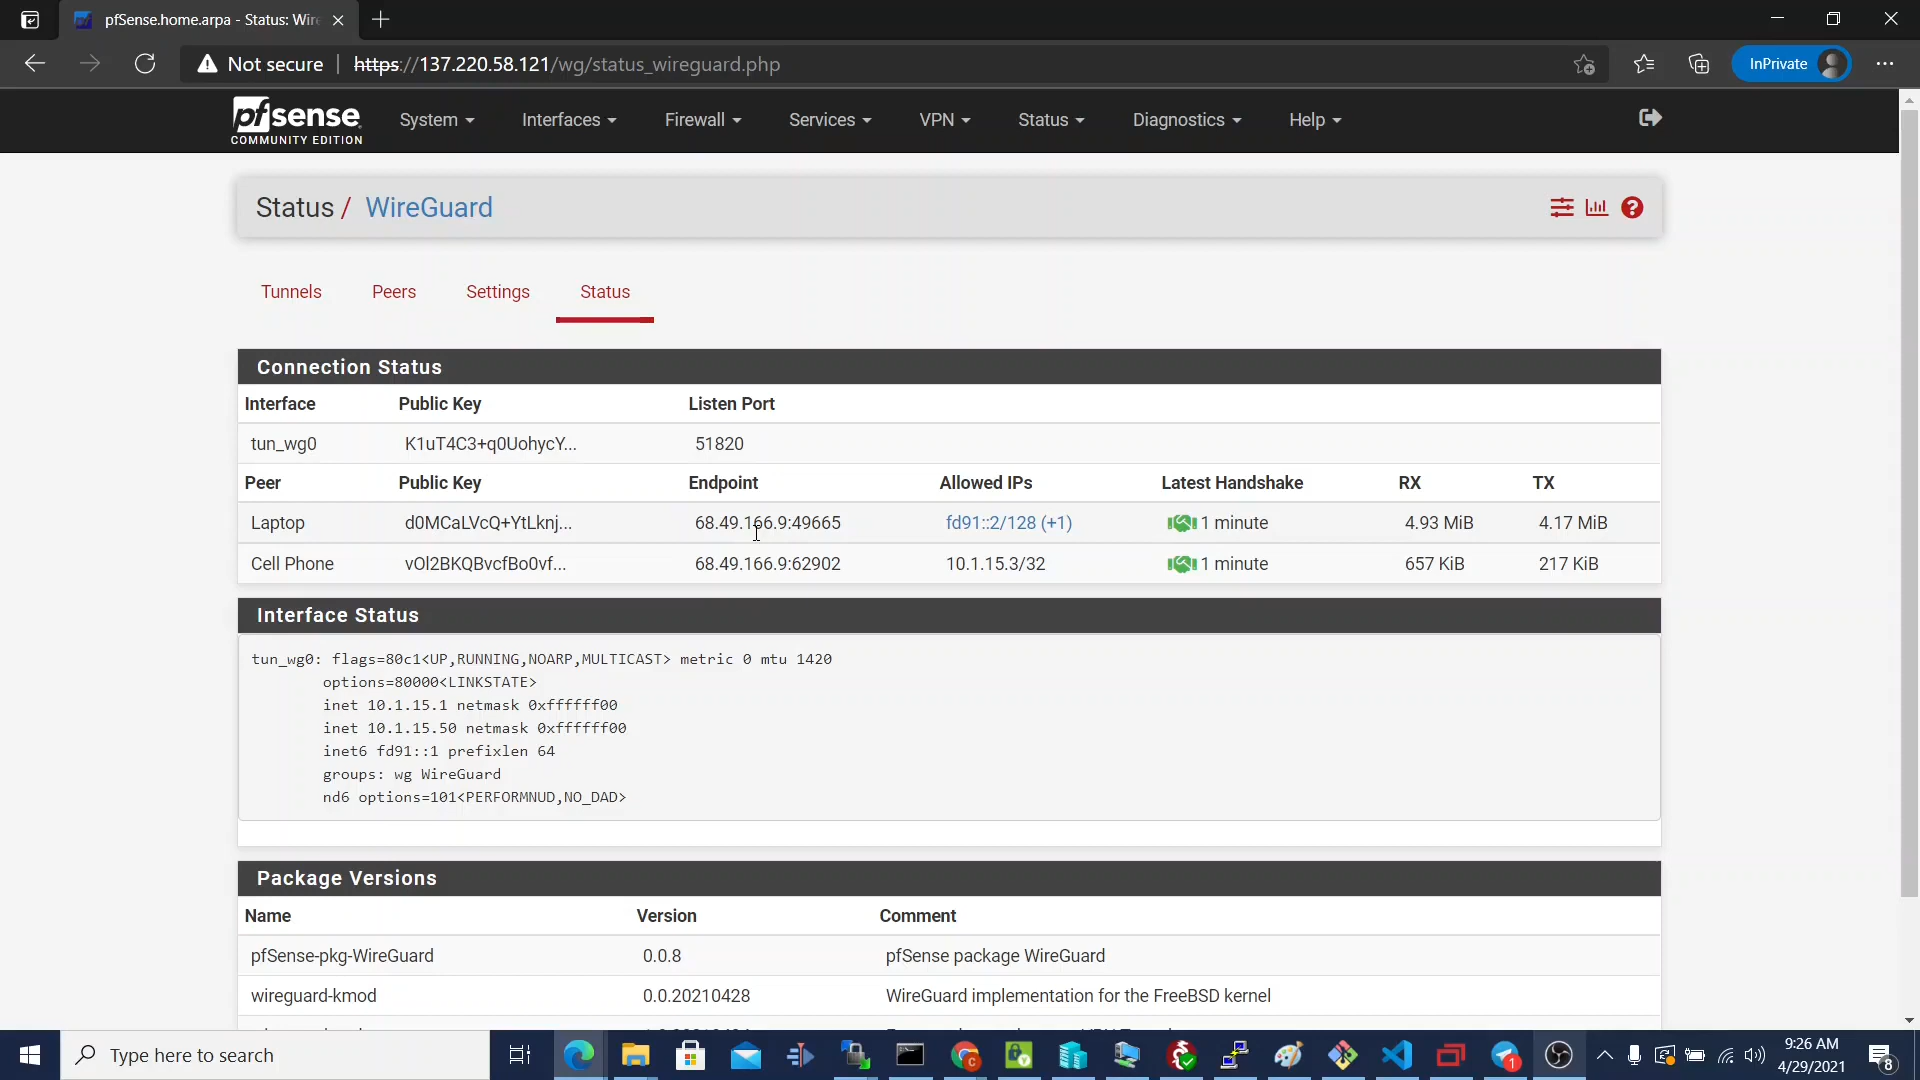 pfSense.home.arpa - Status: Wir
Not secure | https://137.220.58.121/wg/status_wireguard.php
InPrivate
pfsense System Interfaces Firewall Services VPN Status Diagnostics Help
COMMUNITY EDITION
Status / WireGuard
Tunnels Peers Settings Status
Connection Status
Interface Public Key Listen Port
tun_wg0 K1uT4C3+q0UohycY... 51820
Peer Public Key Endpoint Allowed IPs Latest Handshake RX TX
Laptop d0MCaLVcQ+YtLknj... 68.49.166.9:49665 fd91::2/128 (+1) 1 minute 4.93 MiB 4.17 MiB
Cell Phone vOl2BKQBvcfBo0vf... 68.49.166.9:62902 10.1.15.3/32 1 minute 657 KiB 217 KiB
Interface Status
tun_wg0: flags=80c1<UP,RUNNING,NOARP,MULTICAST> metric 0 mtu 1420
options=80000<LINKSTATE>
inet 10.1.15.1 netmask 0xffffff00
inet 10.1.15.50 netmask 0xffffff00
inet6 fd91::1 prefixlen 64
groups: wg WireGuard
nd6 options=101<PERFORMNUD,NO_DAD>
Package Versions
Name Version Comment
pfSense-pkg-WireGuard 0.0.8 pfSense package WireGuard
wireguard-kmod 0.0.20210428 WireGuard implementation for the FreeBSD kernel
Type here to search
1
9:26 AM
4/29/2021
8